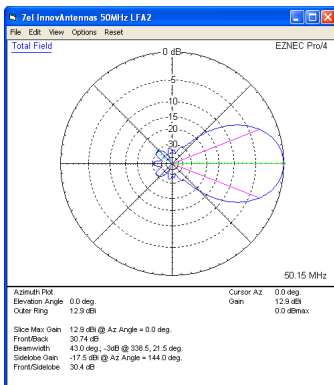 7el InnovAntennas 50MHz LFA2
File Edit View Options Reset
Total Field
EZNEC Pro/4
0 dB
-5
-10
-15
-20
-30
50.15 MHz
Azimuth Plot
Cursor Az 0.0 deg.
Elevation Angle 0.0 deg.
Gain 12.9 dBi
Outer Ring 12.9 dBi
0.0 dBmax
Slice Max Gain 12.9 dBi @ Az Angle = 0.0 deg.
Front/Back 30.74 dB
Beamwidth 43.0 deg.; -3dB @ 338.5, 21.5 deg.
Sidelobe Gain -17.5 dBi @ Az Angle = 144.0 deg.
Front/Sidelobe 30.4 dB